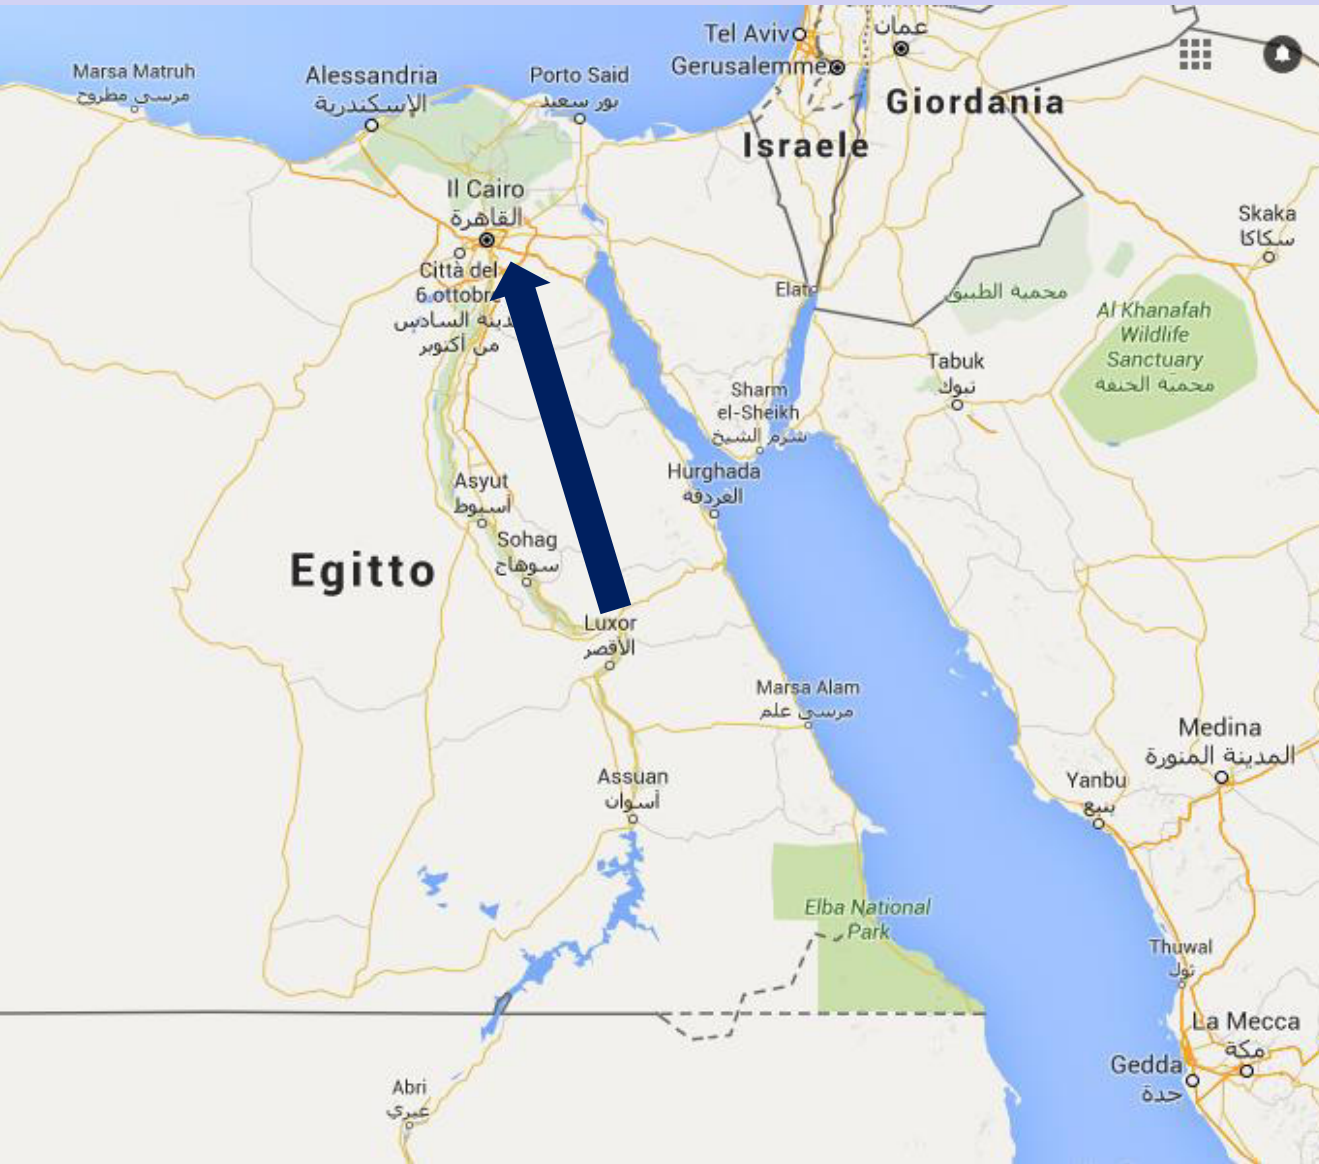 Tel Aviv
عمان
Gerusalemme
Marsa Matruh
مرسى مطروح
Alessandria
الإسكندرية
Porto Said
بور سعيد
Giordania
Israele
Il Cairo
القاهرة
Skaka
سكاكا
Città del
6 ottobre
دينة السادس
من أكتوبر
Elat
محمية الطبيق
Al Khanafah
Wildlife
Sanctuary
محمية الخنفة
Tabuk
تبوك
Sharm
el-Sheikh
شرم الشيخ
Hurghada
الغردقة
Asyut
أسيوط
Sohag
سوهاج
Egitto
Luxor
الأقصر
Marsa Alam
مرسى علم
Medina
المدينة المنورة
Assuan
أسوان
Yanbu
ينبع
Elba National
Park
Thuwal
ثول
La Mecca
مكة
Gedda
جدة
Abri
عبري